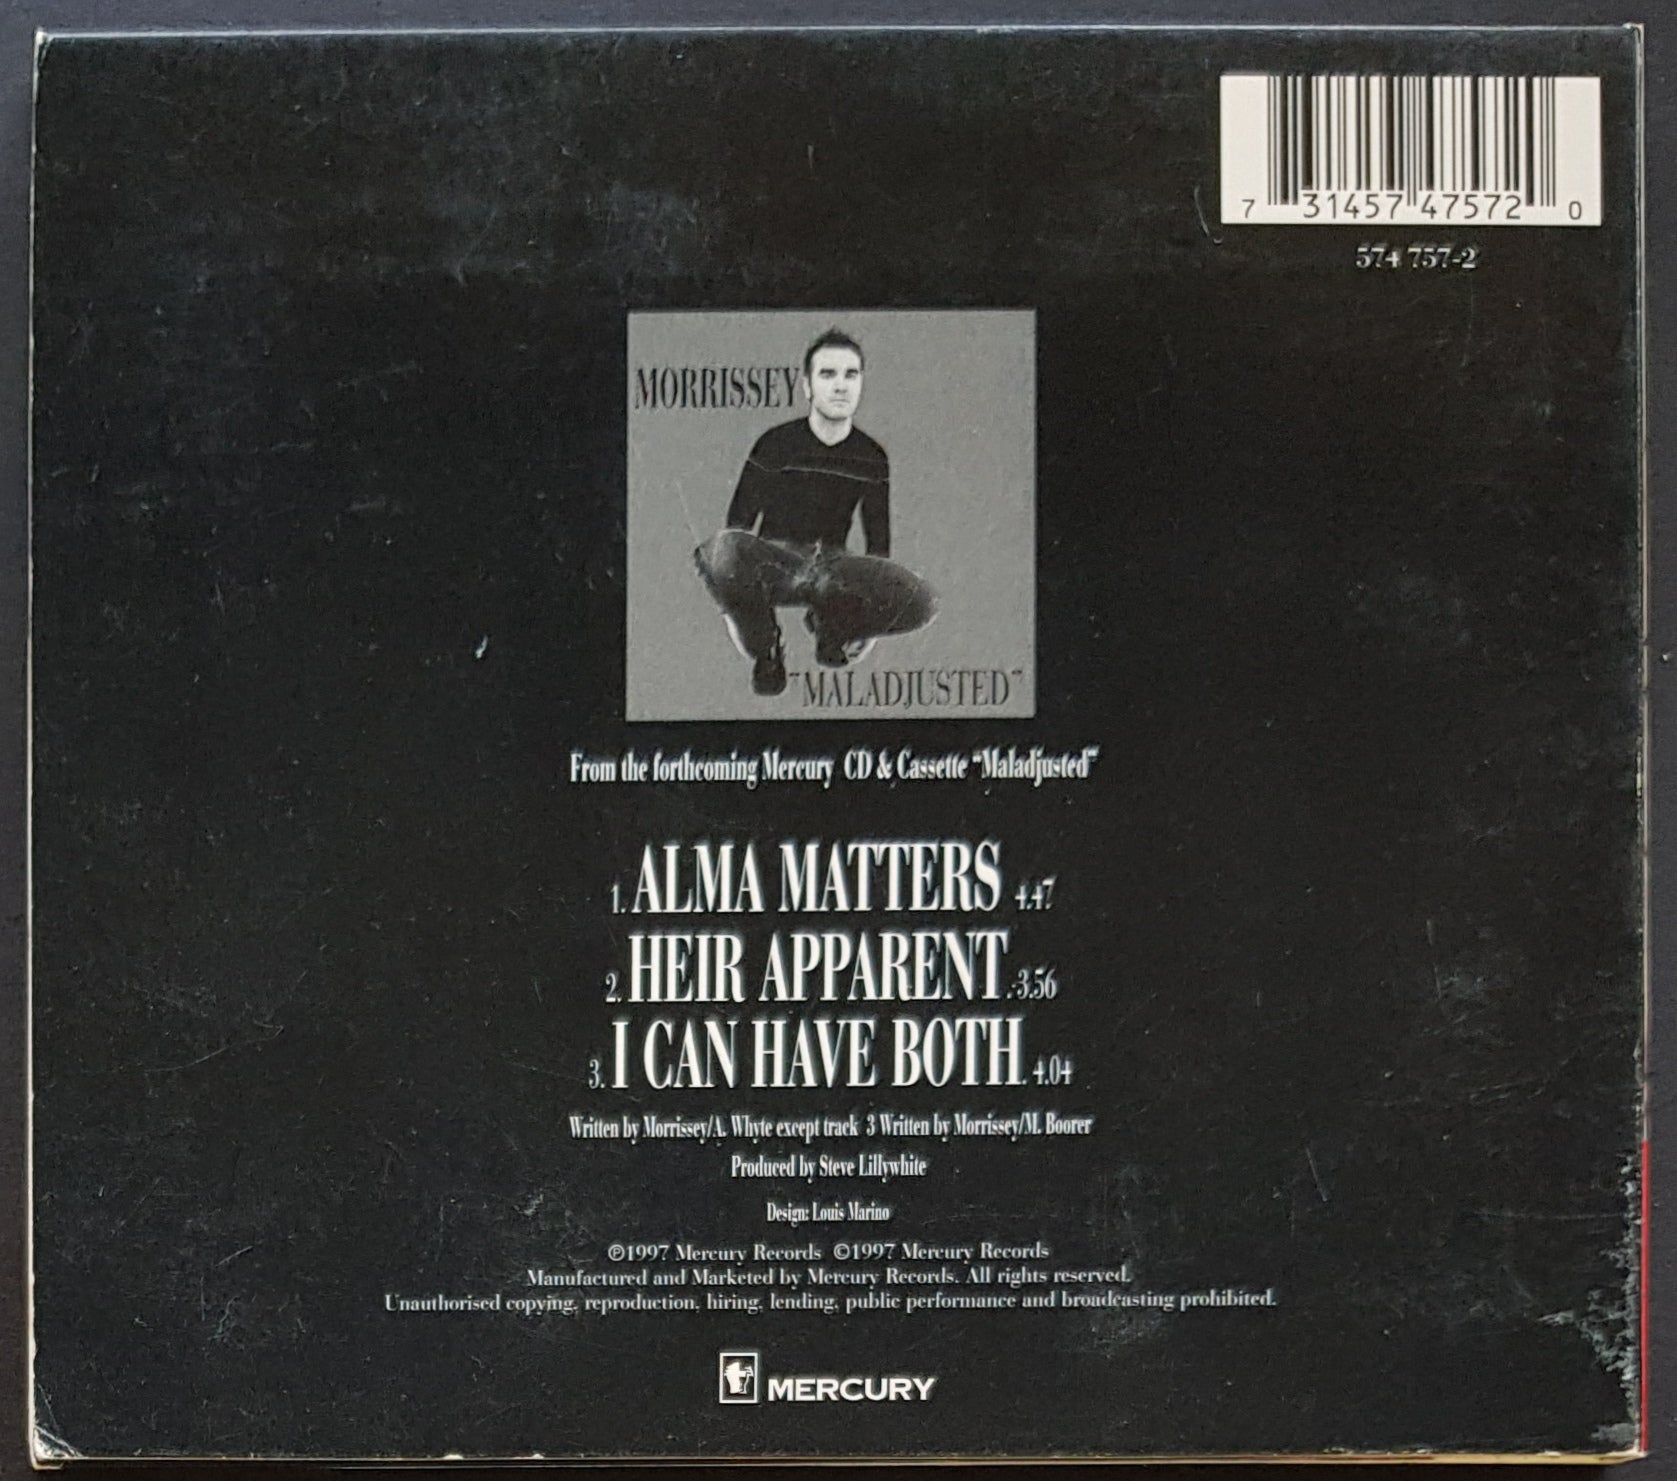 7 31457 47572 0
574 757-2
MORRISSEY
"MALADJUSTED"
From the forthcoming Mercury CD & Cassette "Maladjusted"
1. ALMA MATTERS 4.47
2. HEIR APPARENT 3.56
3. I CAN HAVE BOTH 4.04
Written by Morrissey/A. Whyte except track 3 Written by Morrissey/M. Boorer
Produced by Steve Lillywhite
Design: Louis Marino
℗1997 Mercury Records ©1997 Mercury Records
Manufactured and Marketed by Mercury Records. All rights reserved.
Unauthorised copying, reproduction, hiring, lending, public performance and broadcasting prohibited.
MERCURY